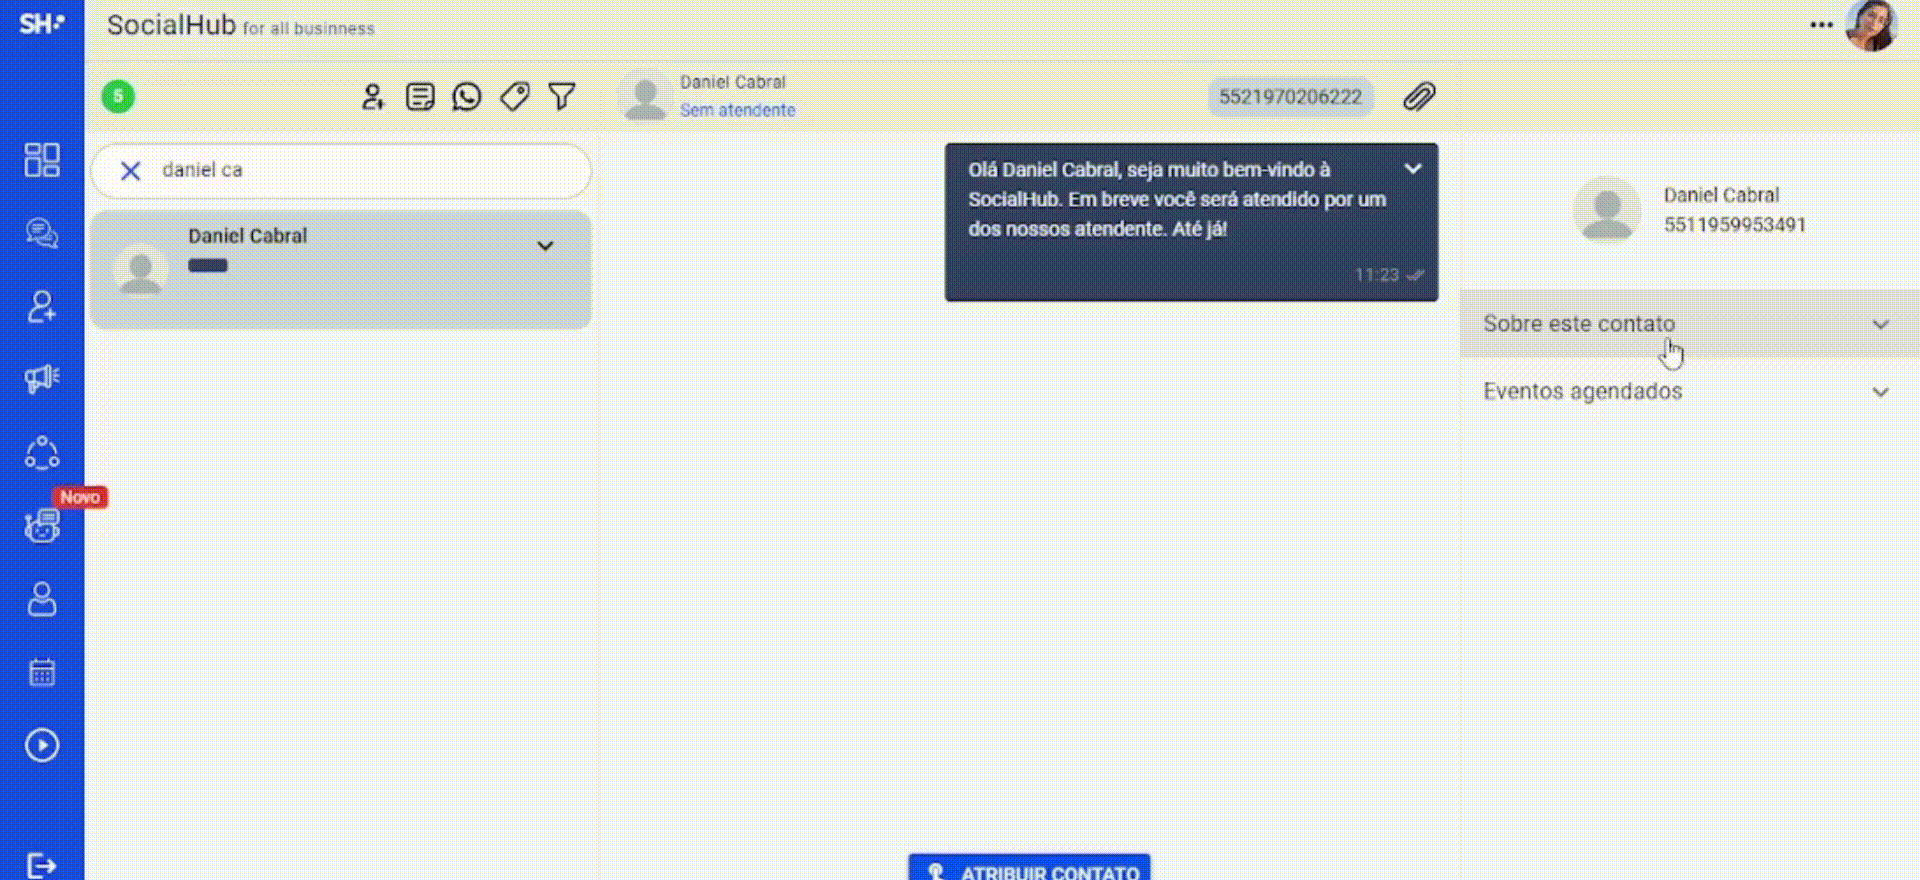 SH
SocialHub for all businness
5
Daniel Cabral
Sem atendente
5521970206222
daniel ca
Daniel Cabral
Olá Daniel Cabral, seja muito bem-vindo à
SocialHub. Em breve você será atendido por um
dos nossos atendente. Até já!
11:23
Daniel Cabral
5511959953491
Sobre este contato
Eventos agendados
Novo
ATRIBUIR CONTATO